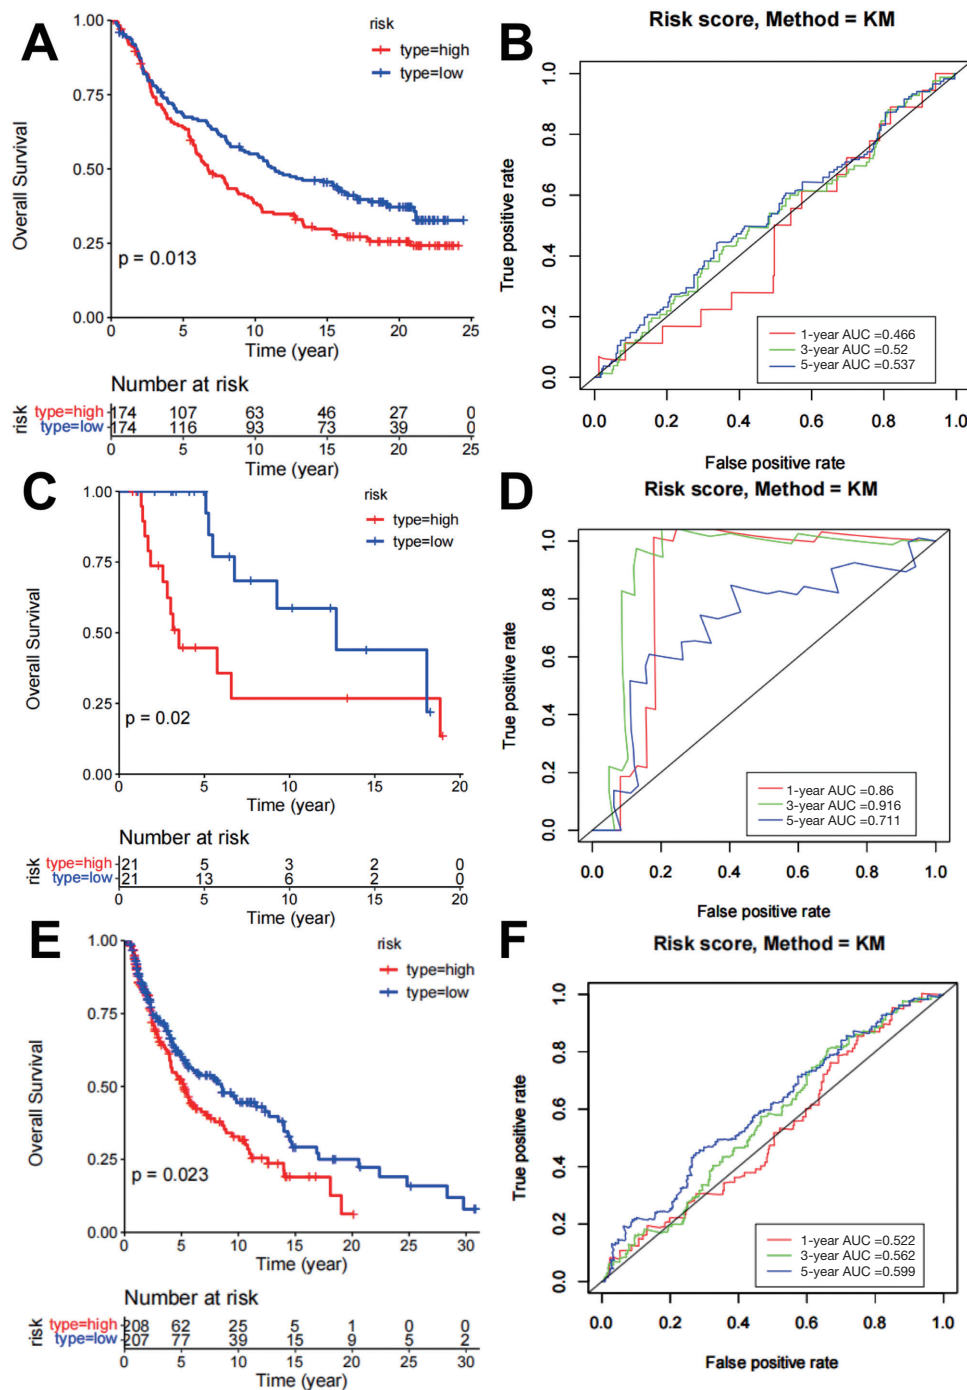 A
risk
type=high
type=low
1.00
0.75
0.50
0.25
0.00
Overall Survival
p = 0.013
0 5 10 15 20 25
Time (year)
Number at risk
risk
type=high 174 107 63 46 27 0
type=low 174 116 93 73 39 0
0 5 10 15 20 25
Time (year)
B
Risk score, Method = KM
True positive rate
1.0
0.8
0.6
0.4
0.2
0.0
1-year AUC =0.466
3-year AUC =0.52
5-year AUC =0.537
0.0 0.2 0.4 0.6 0.8 1.0
False positive rate
C
risk
type=high
type=low
1.00
0.75
0.50
0.25
0.00
Overall Survival
p = 0.02
0 5 10 15 20
Time (year)
Number at risk
risk
type=high 21 5 3 2 0
type=low 21 13 6 2 0
0 5 10 15 20
Time (year)
D
Risk score, Method = KM
True positive rate
1.0
0.8
0.6
0.4
0.2
0.0
1-year AUC =0.86
3-year AUC =0.916
5-year AUC =0.711
0.0 0.2 0.4 0.6 0.8 1.0
False positive rate
E
risk
type=high
type=low
1.00
0.75
0.50
0.25
0.00
Overall Survival
p = 0.023
0 5 10 15 20 25 30
Time (year)
Number at risk
risk
type=high 208 62 25 5 1 0 0
type=low 207 77 39 15 9 5 2
0 5 10 15 20 25 30
Time (year)
F
Risk score, Method = KM
True positive rate
1.0
0.8
0.6
0.4
0.2
0.0
1-year AUC =0.522
3-year AUC =0.562
5-year AUC =0.599
0.0 0.2 0.4 0.6 0.8 1.0
False positive rate